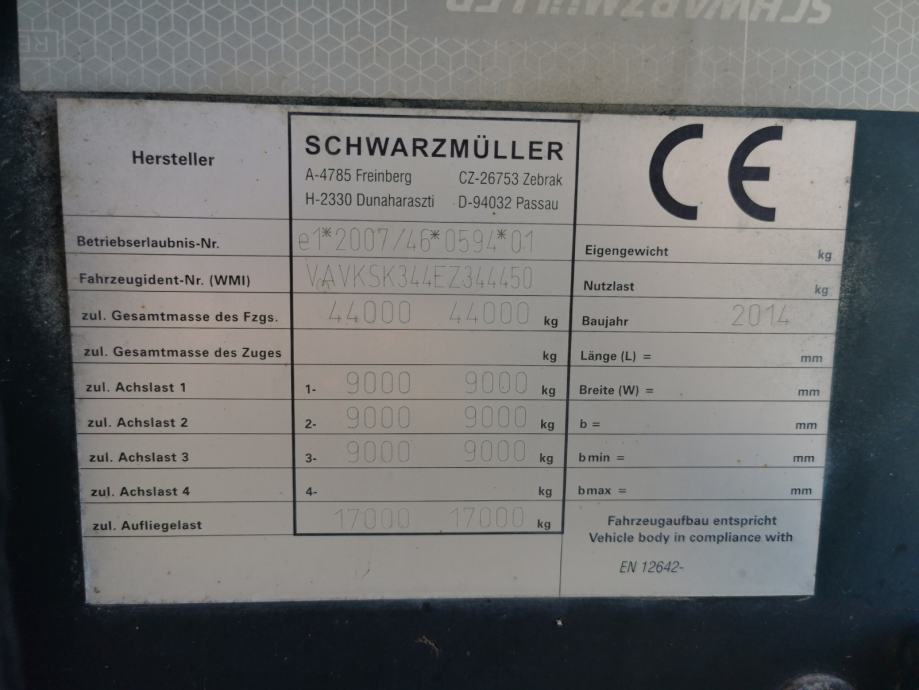 SCHWARZMÜLLER
RE
Hersteller
SCHWARZMÜLLER
A-4785 Freinberg CZ-26753 Zebrak
H-2330 Dunaharaszti D-94032 Passau
CE
Betriebserlaubnis-Nr. e1*2007/46*0594*01
Fahrzeugident-Nr. (WMI) VAVKSK344EZ344450
zul. Gesamtmasse des Fzgs. 44000 44000 kg
zul. Gesamtmasse des Zuges kg
zul. Achslast 1 1- 9000 9000 kg
zul. Achslast 2 2- 9000 9000 kg
zul. Achslast 3 3- 9000 9000 kg
zul. Achslast 4 4- kg
zul. Aufliegelast 17000 17000 kg
Eigengewicht kg
Nutzlast kg
Baujahr 2014
Länge (L) = mm
Breite (W) = mm
b = mm
bmin = mm
bmax = mm
Fahrzeugaufbau entspricht
Vehicle body in compliance with
EN 12642-